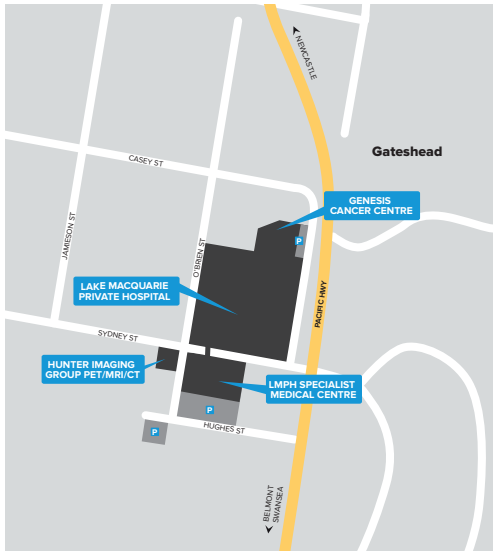 NEWCASTLE
Gateshead
CASEY ST
GENESIS
CANCER CENTRE
P
JAMIESON ST
O'BRIEN ST
LAKE MACQUARIE
PRIVATE HOSPITAL
PACIFIC HWY
SYDNEY ST
HUNTER IMAGING
GROUP PET/MRI/CT
LMPH SPECIALIST
MEDICAL CENTRE
P
HUGHES ST
P
BELMONT
SWANSEA